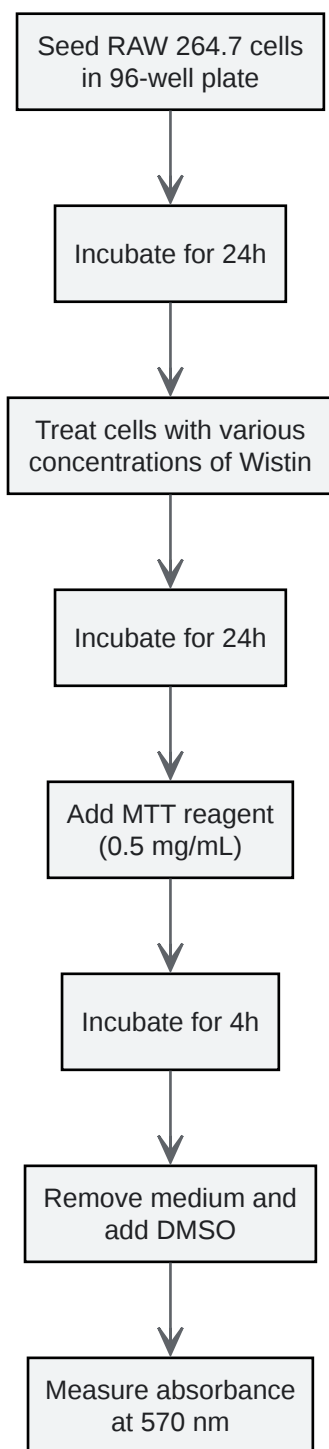 Seed RAW 264.7 cells
in 96-well plate
Incubate for 24h
Treat cells with various
concentrations of Wistin
Incubate for 24h
Add MTT reagent
(0.5 mg/mL)
Incubate for 4h
Remove medium and
add DMSO
Measure absorbance
at 570 nm